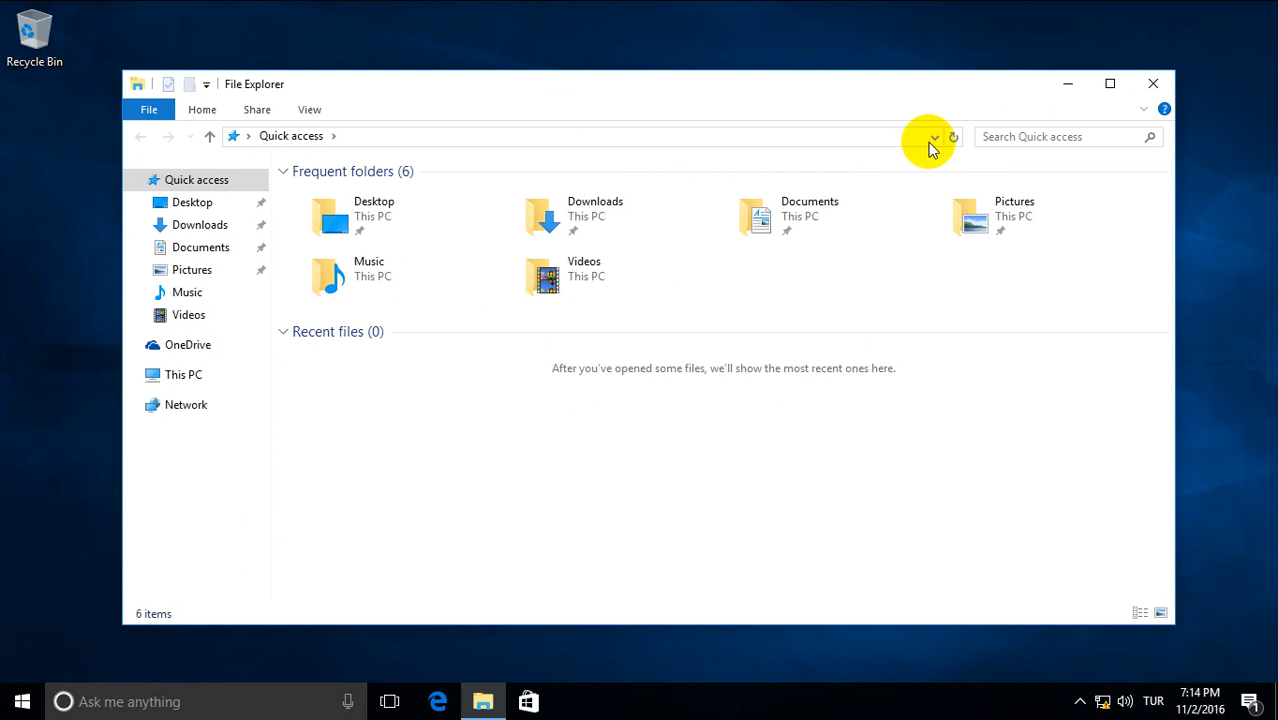 Recycle Bin
File Explorer
File Home Share View
Quick access
Search Quick access
Quick access
Desktop
Downloads
Documents
Pictures
Music
Videos
OneDrive
This PC
Network
Frequent folders (6)
Desktop
This PC
Downloads
This PC
Documents
This PC
Pictures
This PC
Music
This PC
Videos
This PC
Recent files (0)
After you've opened some files, we'll show the most recent ones here.
6 items
Ask me anything
TUR
7:14 PM
11/2/2016
1